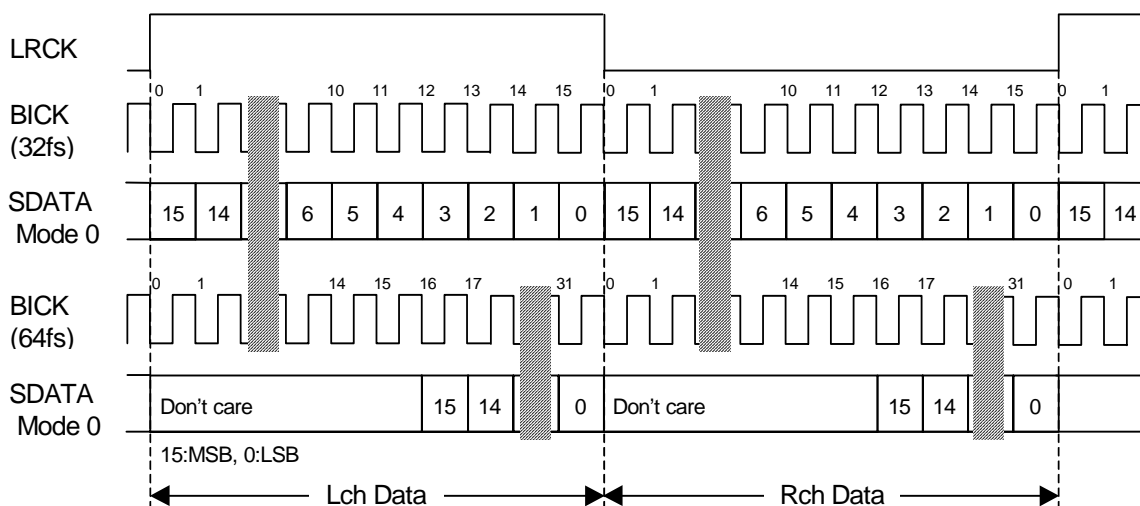 LRCK
0 1 10 11 12 13 14 15 0 1 10 11 12 13 14 15 0 1
BICK
(32fs)
SDATA
Mode 0
15 14 6 5 4 3 2 1 0 15 14 6 5 4 3 2 1 0 15 14
0 1 14 15 16 17 31 0 1 14 15 16 17 31 0 1
BICK
(64fs)
SDATA
Mode 0
Don't care 15 14 0 Don't care 15 14 0
15:MSB, 0:LSB
Lch Data Rch Data